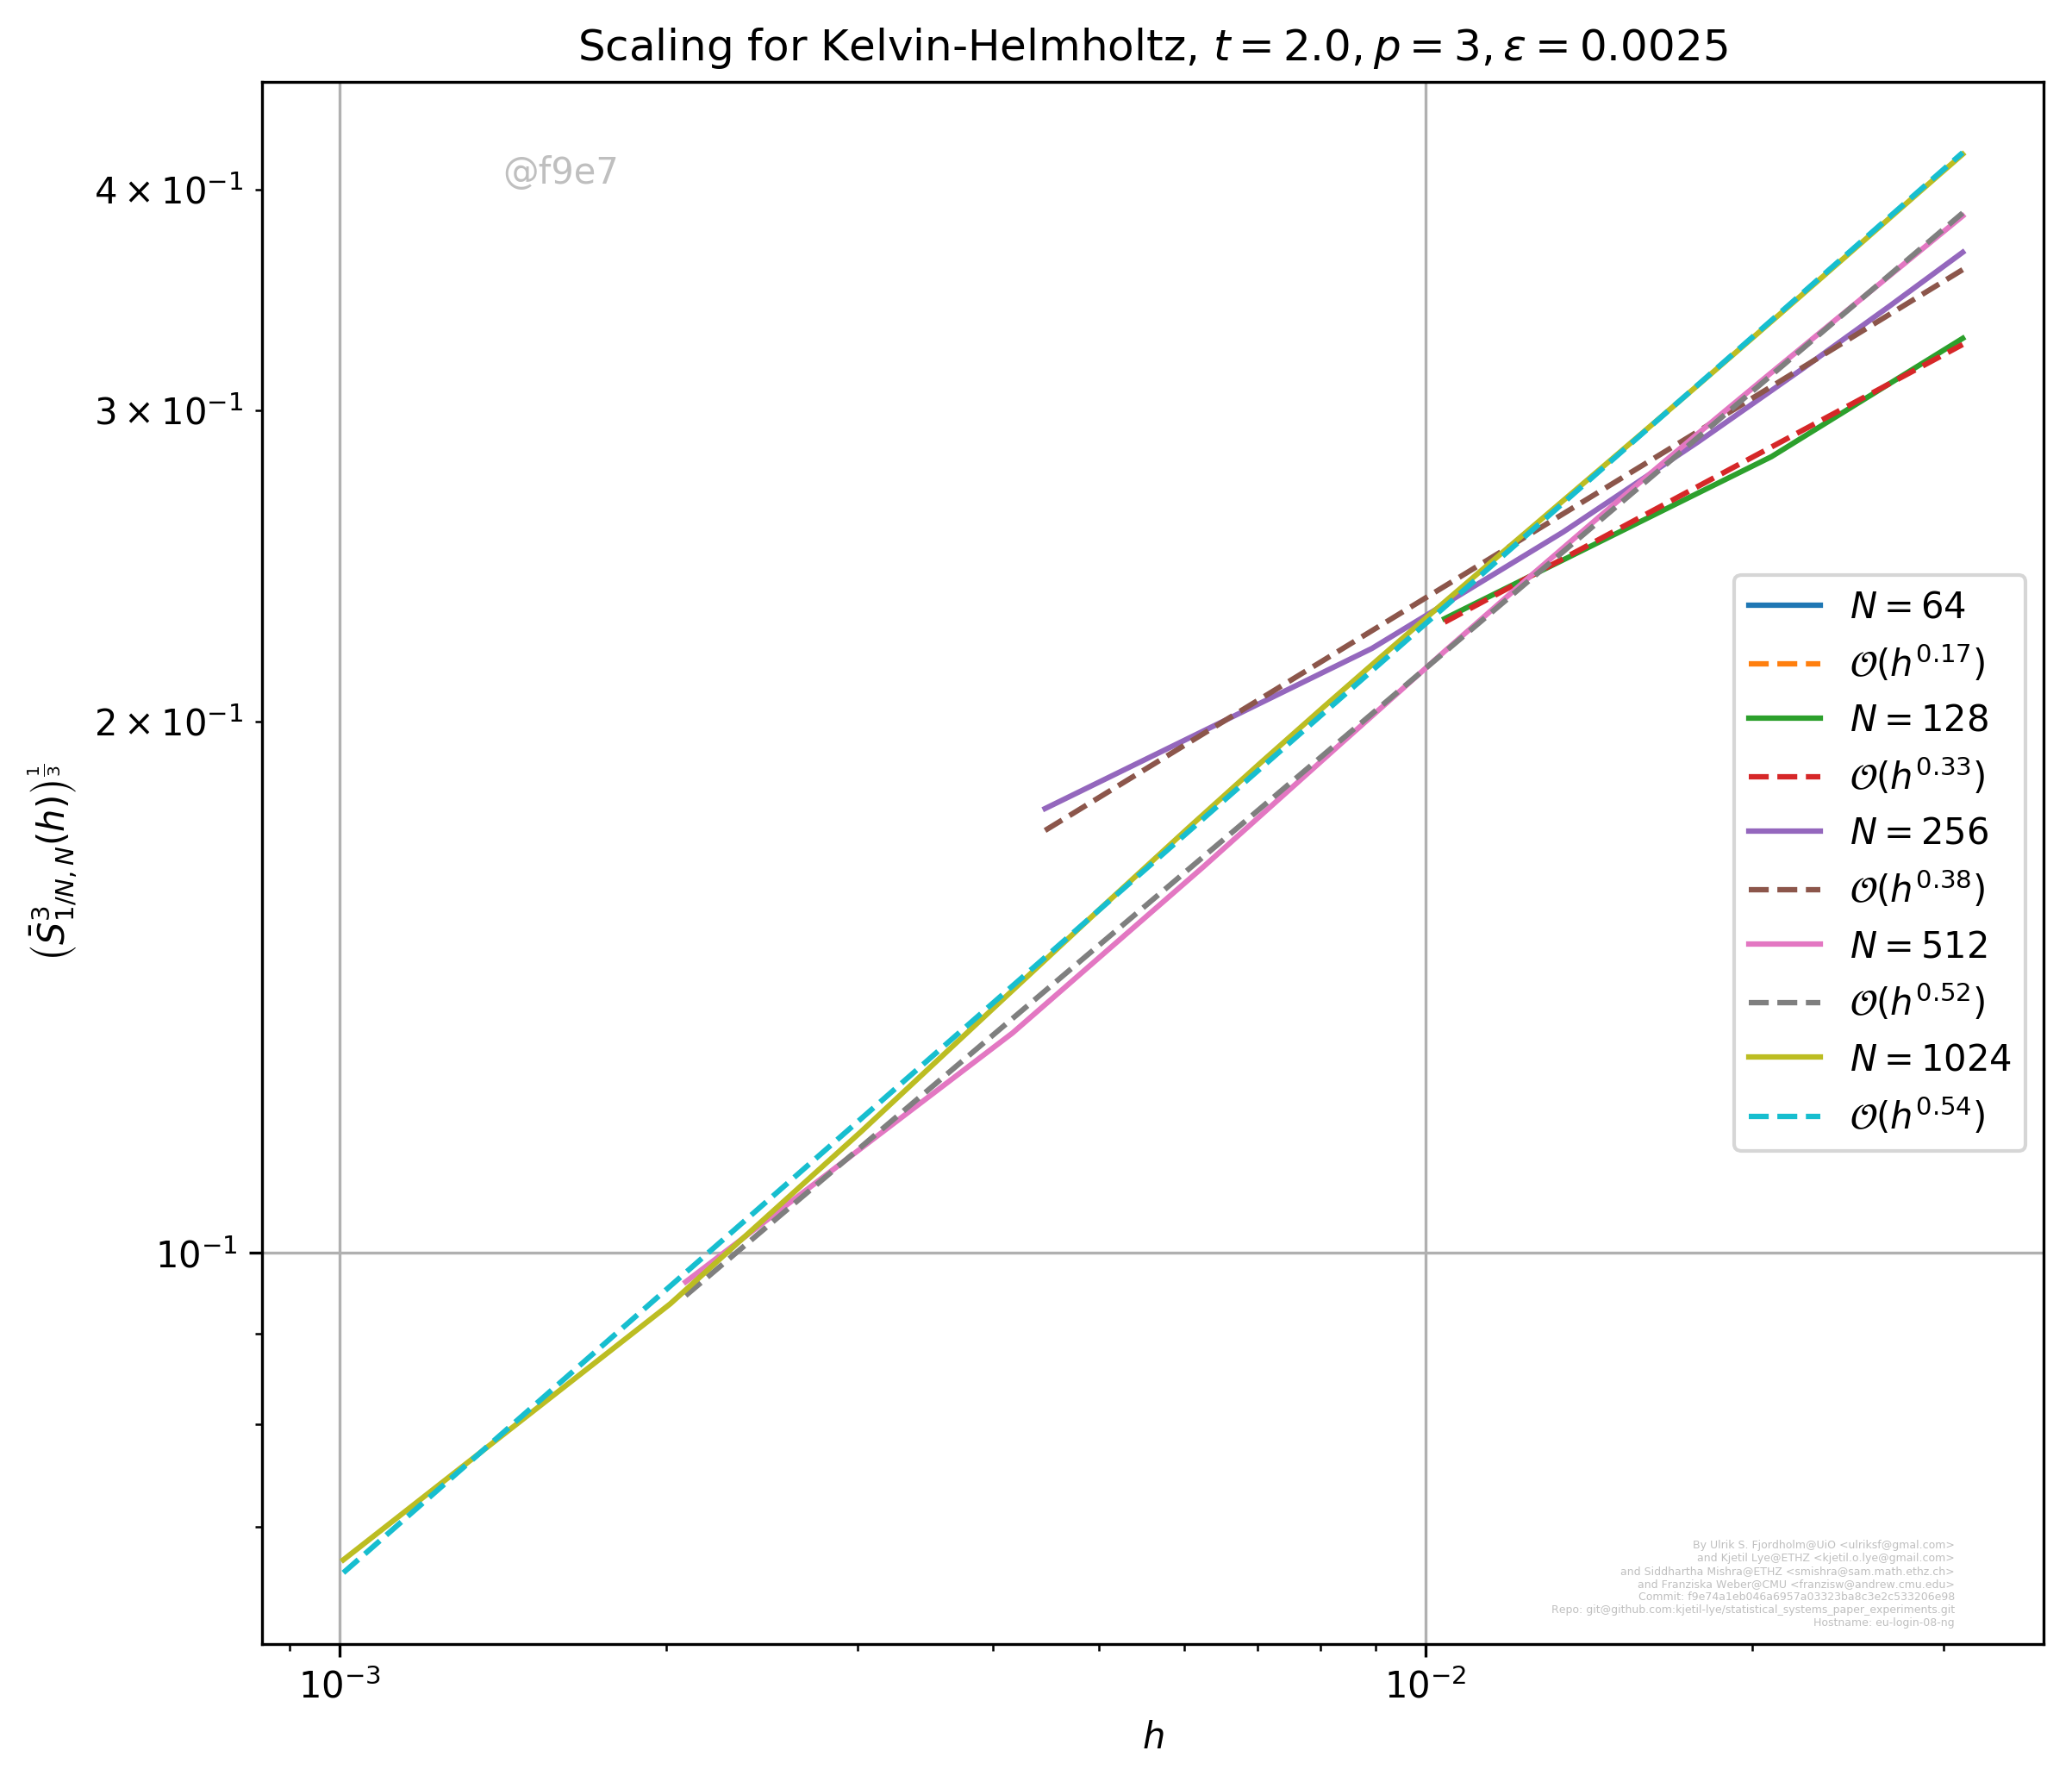 Scaling for Kelvin-Helmholtz, t = 2.0, p = 3, ε = 0.0025
@f9e7
4 × 10⁻¹
3 × 10⁻¹
2 × 10⁻¹
10⁻¹
(S̄³₁/N, N(h))^(1/3)
N = 64
𝒪(h^0.17)
N = 128
𝒪(h^0.33)
N = 256
𝒪(h^0.38)
N = 512
𝒪(h^0.52)
N = 1024
𝒪(h^0.54)
By Ulrik S. Fjordholm@UiO <ulriksf@gmal.com>
and Kjetil Lye@ETHZ <kjetil.o.lye@gmail.com>
and Siddhartha Mishra@ETHZ <smishra@sam.math.ethz.ch>
and Franziska Weber@CMU <franzisw@andrew.cmu.edu>
Commit: f9e74a1eb046a6957a03323ba8c3e2c533206e98
Repo: git@github.com:kjetil-lye/statistical_systems_paper_experiments.git
Hostname: eu-login-08-ng
10⁻³
10⁻²
h